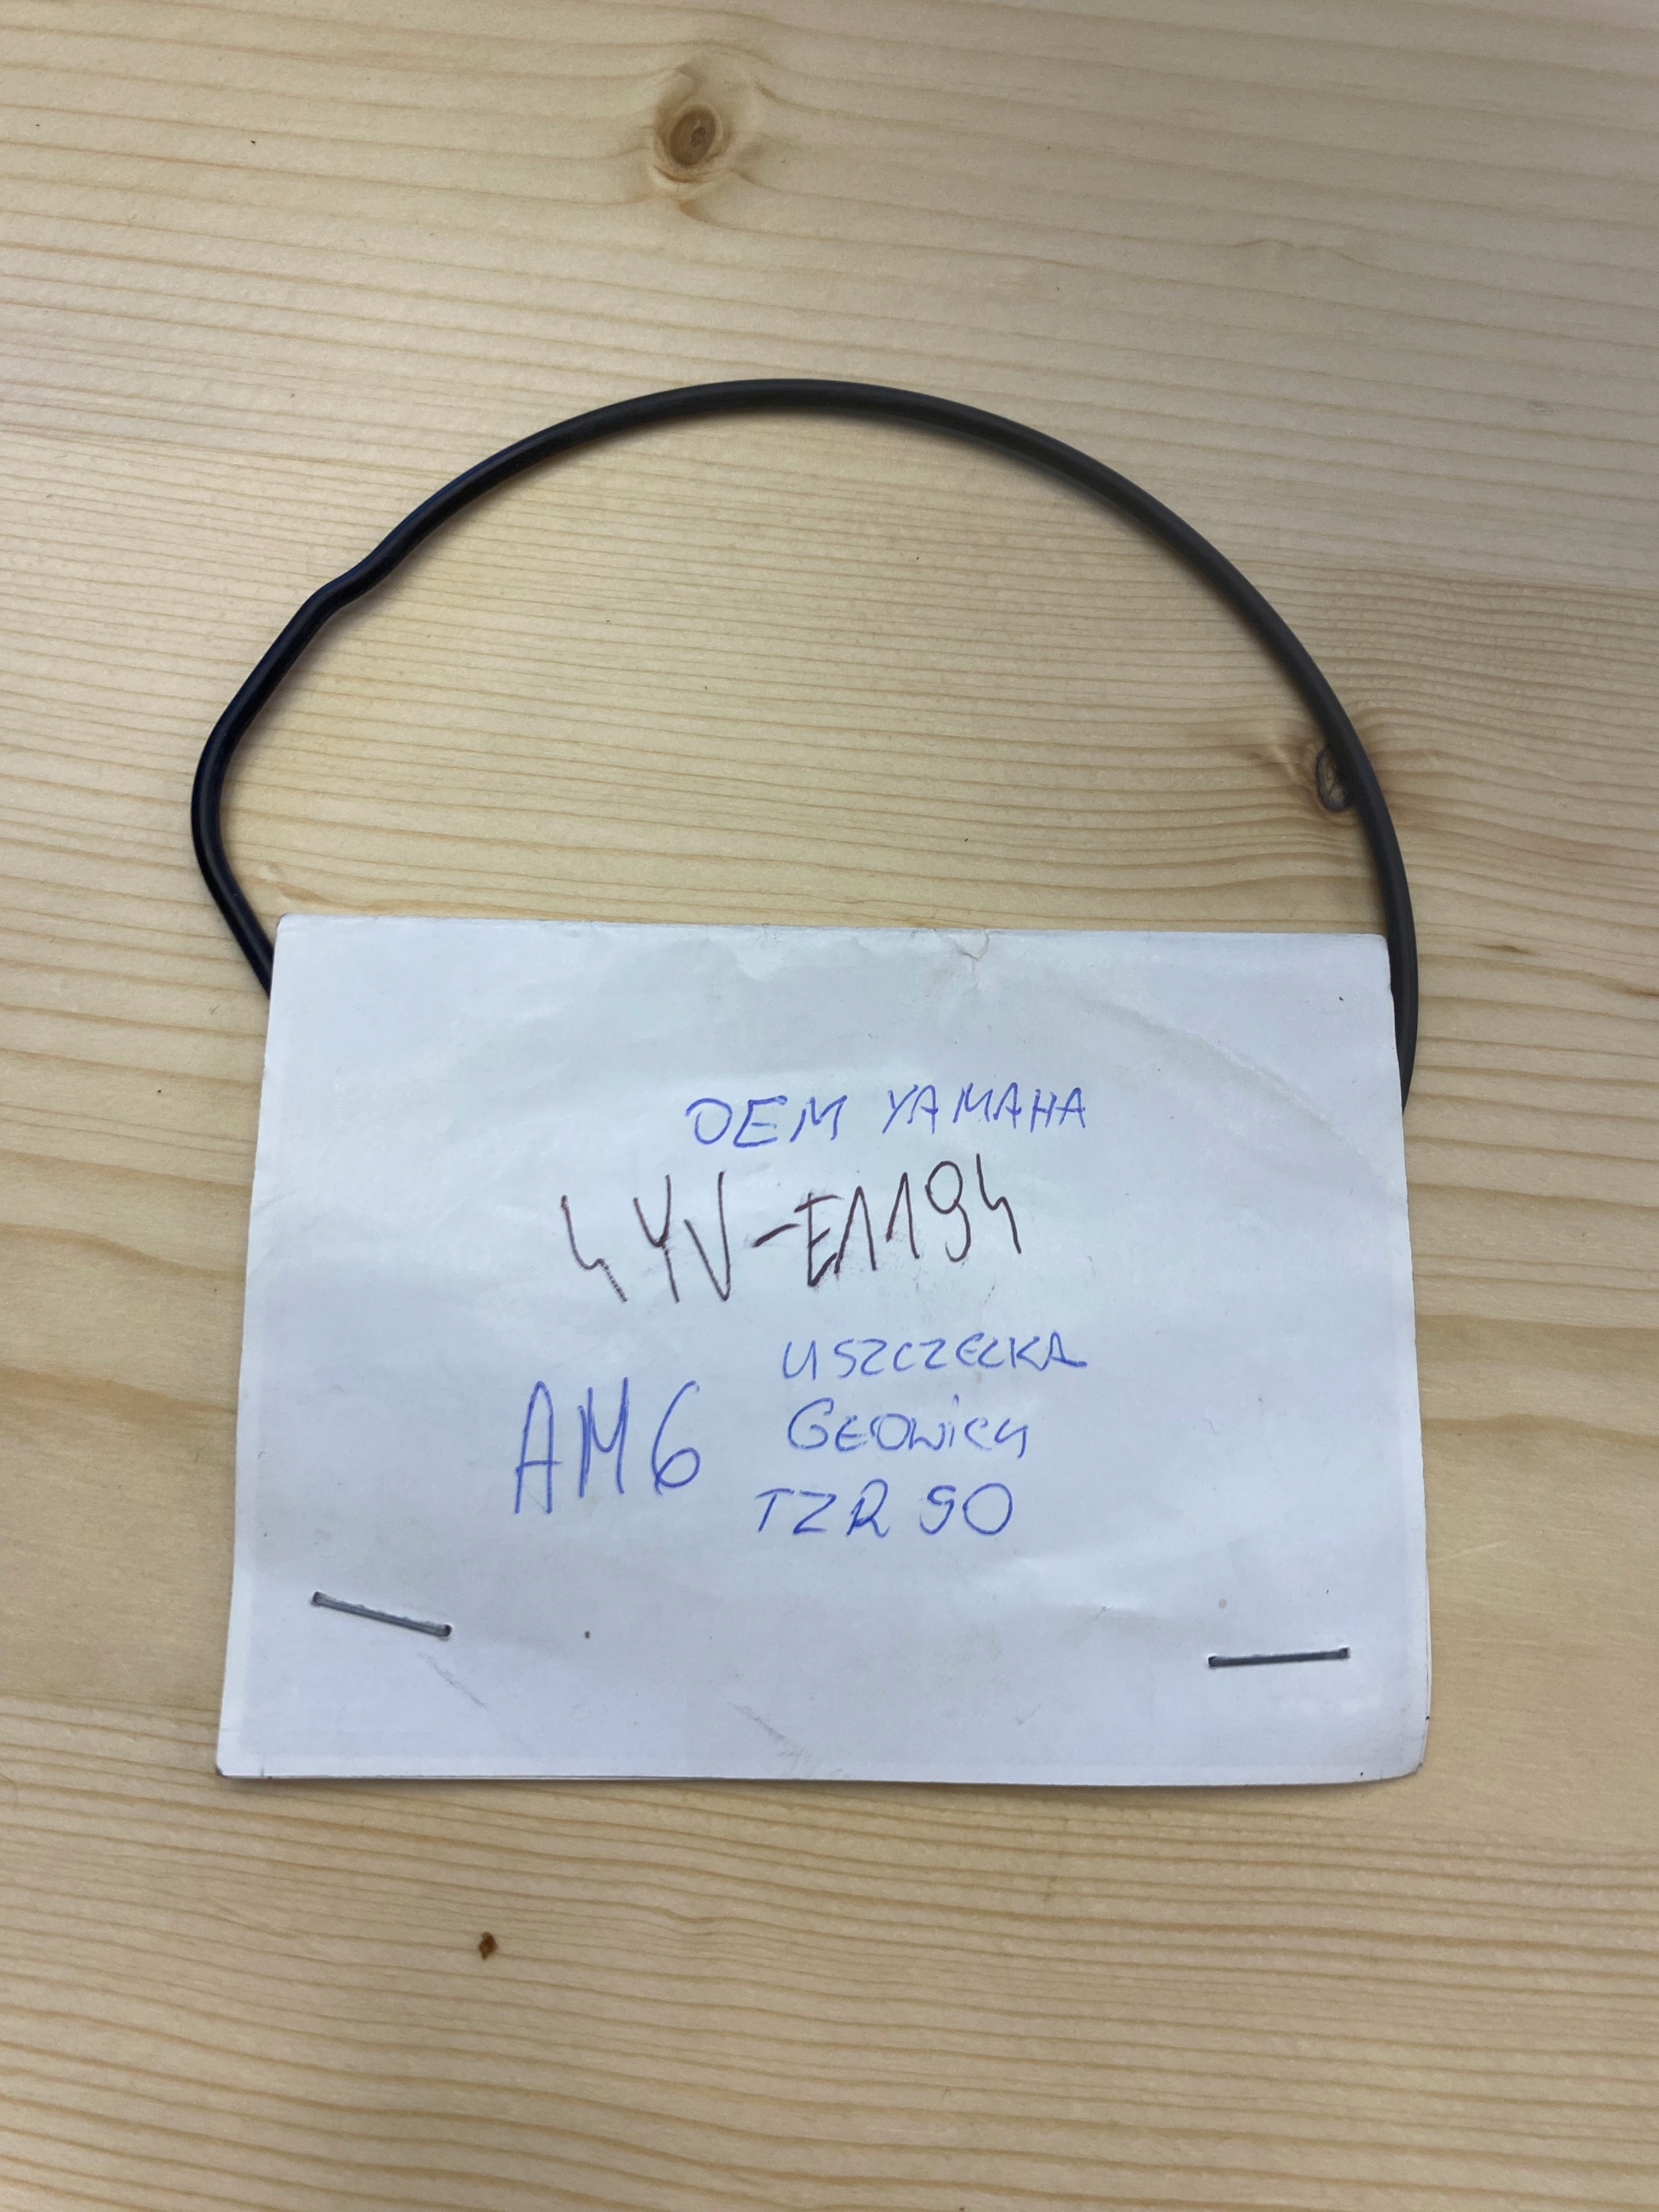 OEM YAMAHA
4YV-E1194
USZCZELKA
AM6
GŁOWICY
TZR 50